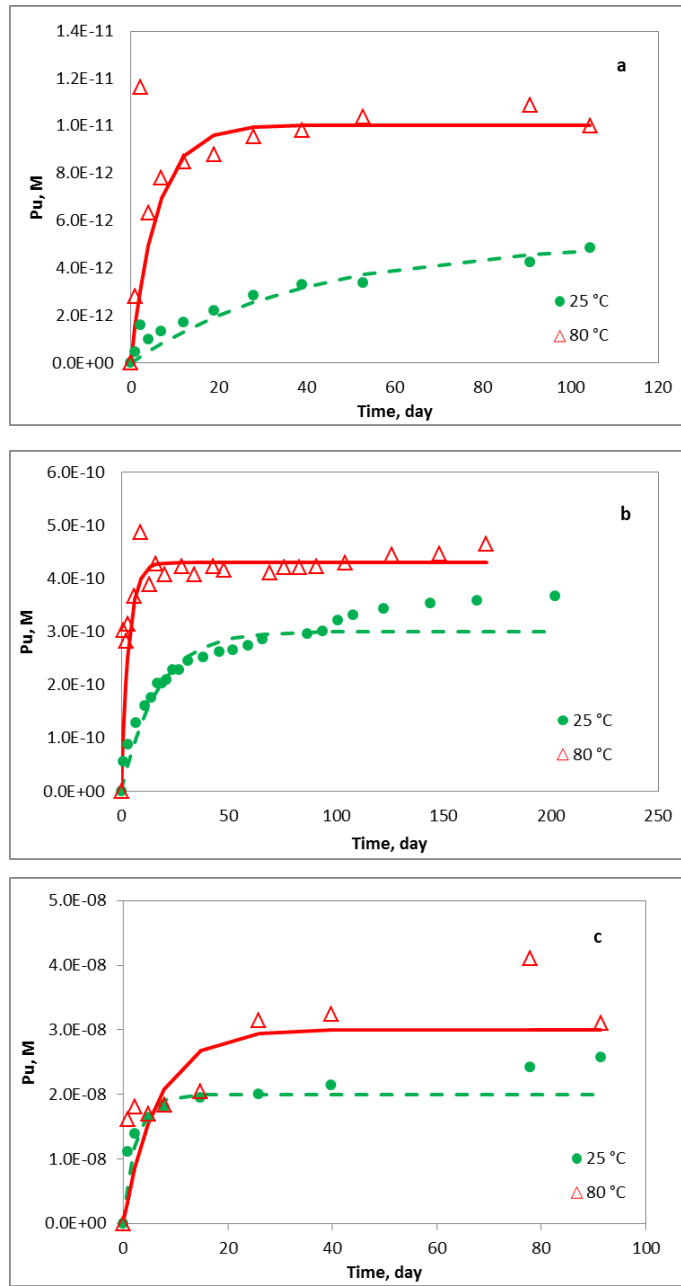 1.4E-11
1.2E-11
1.0E-11
8.0E-12
6.0E-12
4.0E-12
2.0E-12
0.0E+00
Pu, M
a
25 °C
80 °C
0 20 40 60 80 100 120
Time, day
6.0E-10
5.0E-10
4.0E-10
3.0E-10
2.0E-10
1.0E-10
0.0E+00
Pu, M
b
25 °C
80 °C
0 50 100 150 200 250
Time, day
5.0E-08
4.0E-08
3.0E-08
2.0E-08
1.0E-08
0.0E+00
Pu, M
c
25 °C
80 °C
0 20 40 60 80 100
Time, day